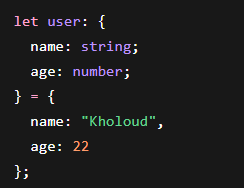 let user: {
  name: string;
  age: number;
} = {
  name: "Kholoud",
  age: 22
};